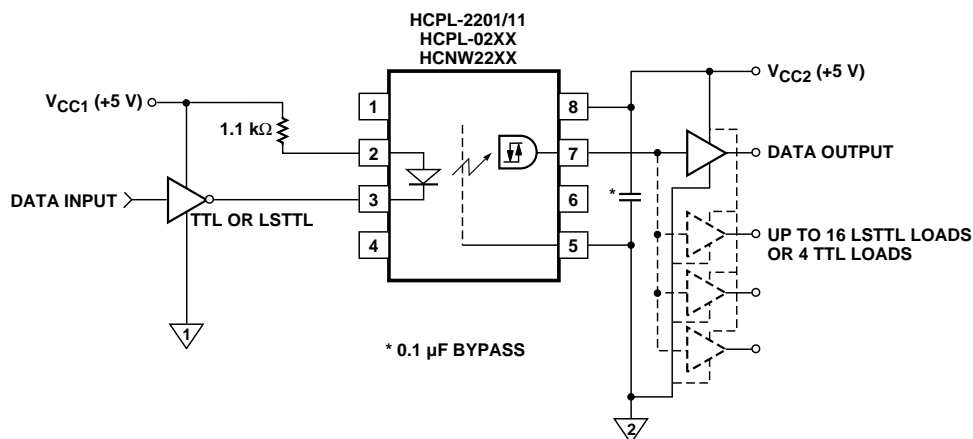 HCPL-2201/11
HCPL-02XX
HCNW22XX
VCC1 (+5 V)
1.1 kΩ
DATA INPUT
TTL OR LSTTL
1
1
2
3
4
8
7
6
5
*
VCC2 (+5 V)
DATA OUTPUT
UP TO 16 LSTTL LOADS
OR 4 TTL LOADS
* 0.1 µF BYPASS
2